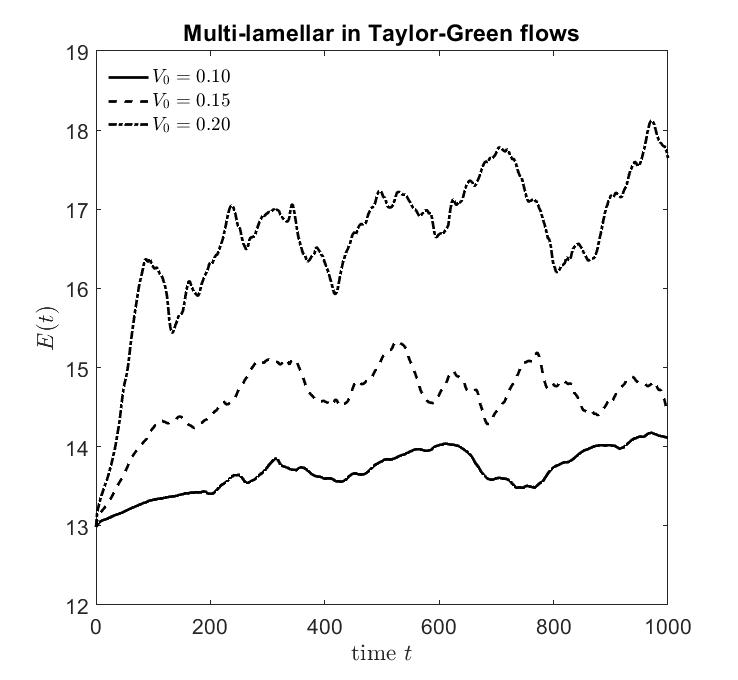 Multi-lamellar in Taylor-Green flows
V₀ = 0.10
V₀ = 0.15
V₀ = 0.20
19
18
17
16
15
14
13
12
E(t)
0 200 400 600 800 1000
time t